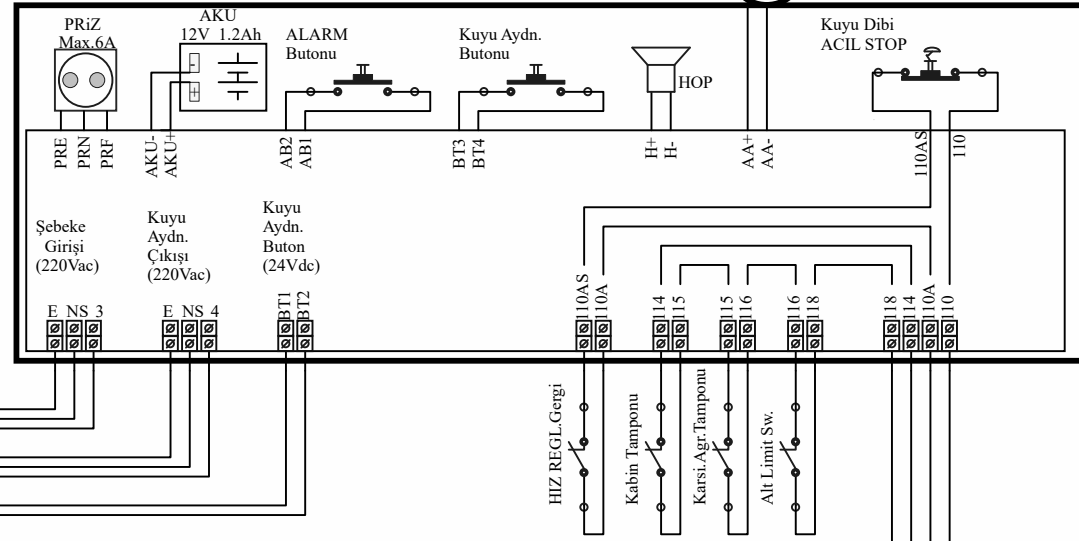 PRiZ
Max.6A
AKU
12V 1.2Ah
-
+
ALARM
Butonu
Kuyu Aydn.
Butonu
HOP
Kuyu Dibi
ACIL STOP
PRE
PRN
PRF
AKU-
AKU+
AB2
AB1
BT3
BT4
H+
H-
AA+
AA-
110AS
110
Şebeke
Girişi
(220Vac)
Kuyu
Aydn.
Çıkışı
(220Vac)
Kuyu
Aydn.
Buton
(24Vdc)
E NS 3
E NS 4
BT1
BT2
110AS
110A
114
115
115
116
116
118
118
114
110A
110
HIZ REGL.Gergi
Kabin Tamponu
Karsi.Agr.Tamponu
Alt Limit Sw.